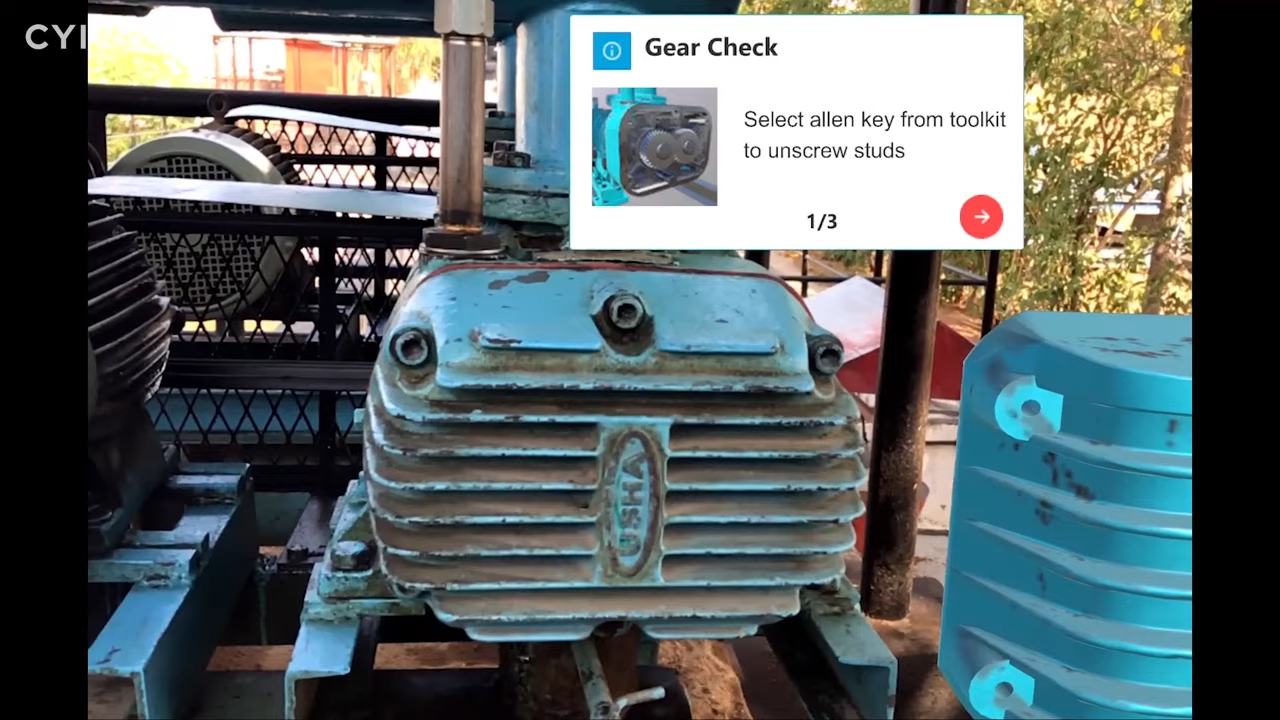 CYI
Gear Check
Select allen key from toolkit
to unscrew studs
1/3
USHA